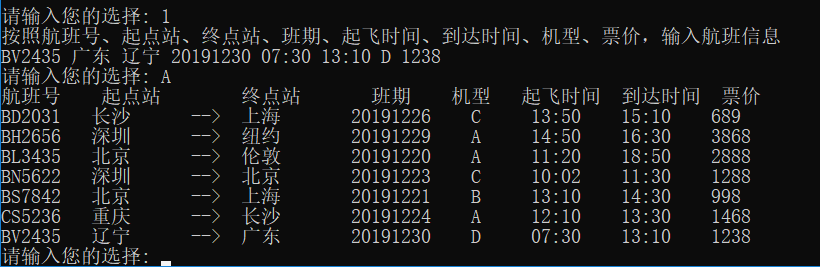 请输入您的选择: 1
按照航班号、起点站、终点站、班期、起飞时间、到达时间、机型、票价，输入航班信息
BV2435 广东 辽宁 20191230 07:30 13:10 D 1238
请输入您的选择: A
航班号 起点站 终点站 班期 机型 起飞时间 到达时间 票价
BD2031 长沙 --> 上海 20191226 C 13:50 15:10 689
BH2656 深圳 --> 纽约 20191229 A 14:50 16:30 3868
BL3435 北京 --> 伦敦 20191220 A 11:20 18:50 2888
BN5622 深圳 --> 北京 20191223 C 10:02 11:30 1288
BS7842 北京 --> 上海 20191221 B 13:10 14:30 998
CS5236 重庆 --> 长沙 20191224 A 12:10 13:30 1468
BV2435 辽宁 --> 广东 20191230 D 07:30 13:10 1238
请输入您的选择: